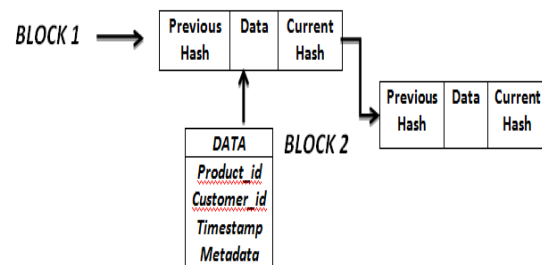 BLOCK 1
Previous Data Current
Hash Hash
Previous Data Current
Hash Hash
BLOCK 2
DATA
Product_id
Customer_id
Timestamp
Metadata